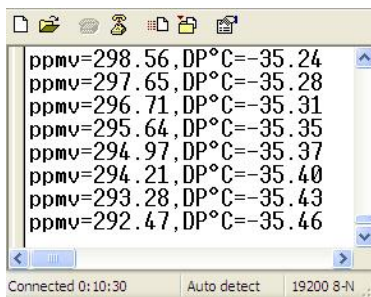 ppmv=298.56,DP°C=-35.24
ppmv=297.65,DP°C=-35.28
ppmv=296.71,DP°C=-35.31
ppmv=295.64,DP°C=-35.35
ppmv=294.97,DP°C=-35.37
ppmv=294.21,DP°C=-35.40
ppmv=293.28,DP°C=-35.43
ppmv=292.47,DP°C=-35.46
Connected 0:10:30 Auto detect 19200 8-N